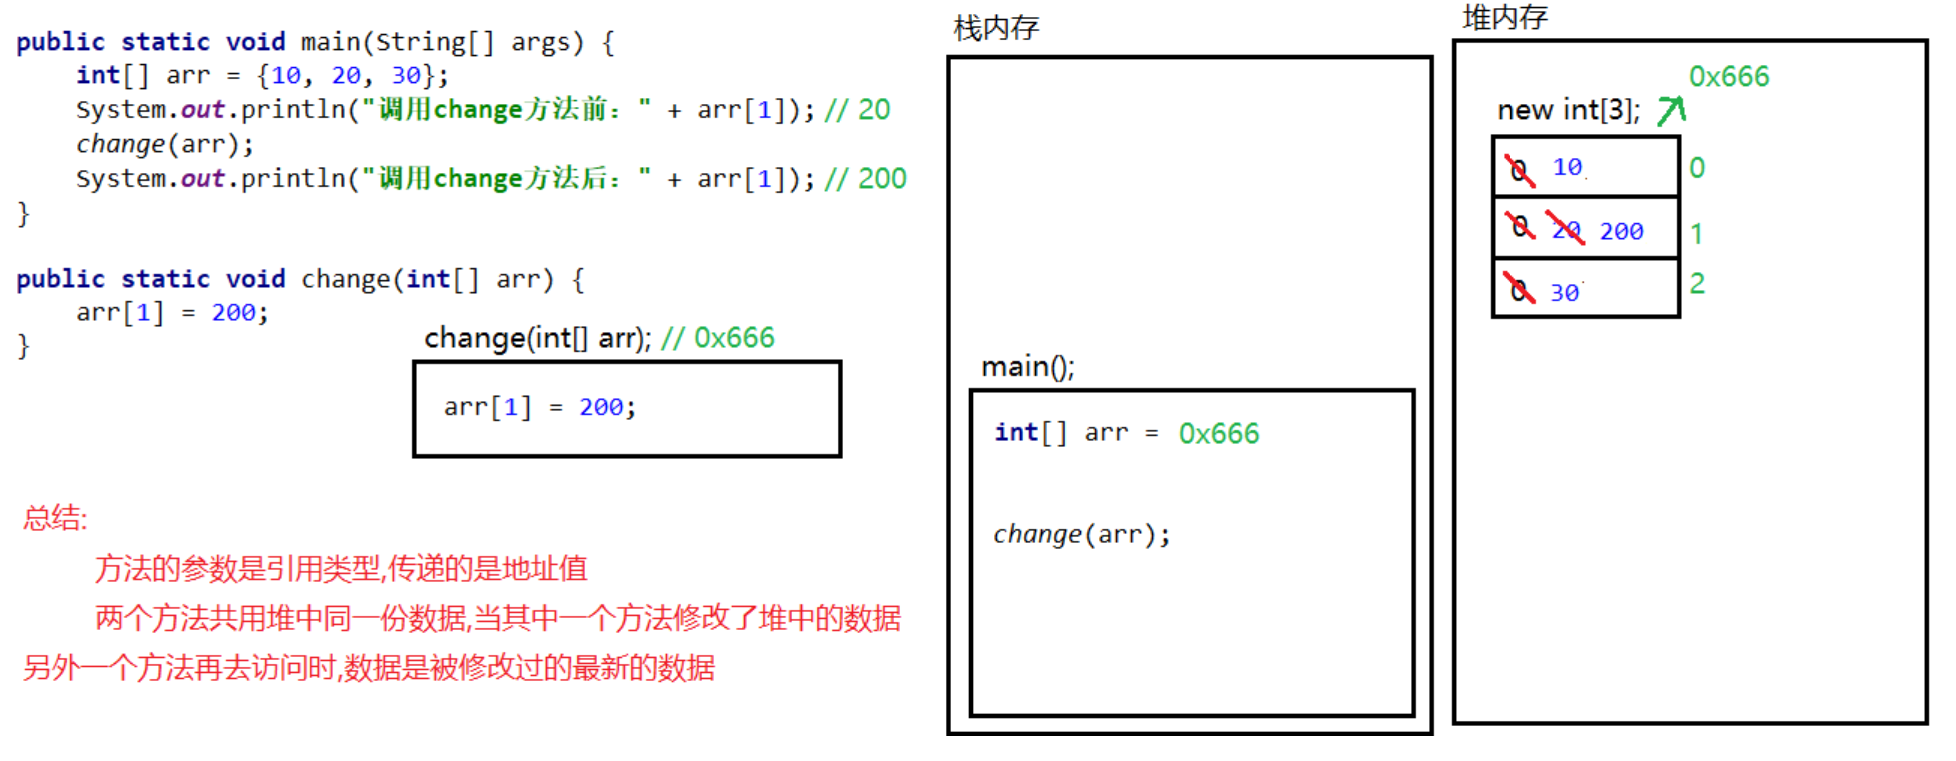 public static void main(String[] args) {
int[] arr = {10, 20, 30};
System.out.println("调用change方法前：" + arr[1]); // 20
change(arr);
System.out.println("调用change方法后：" + arr[1]); // 200
}
public static void change(int[] arr) {
arr[1] = 200;
}
change(int[] arr); // 0x666
arr[1] = 200;
总结:
方法的参数是引用类型,传递的是地址值
两个方法共用堆中同一份数据,当其中一个方法修改了堆中的数据
另外一个方法再去访问时,数据是被修改过的最新的数据
栈内存
main();
int[] arr = 0x666
change(arr);
堆内存
0x666
new int[3];
0 10 0
0 20 200 1
0 30 2